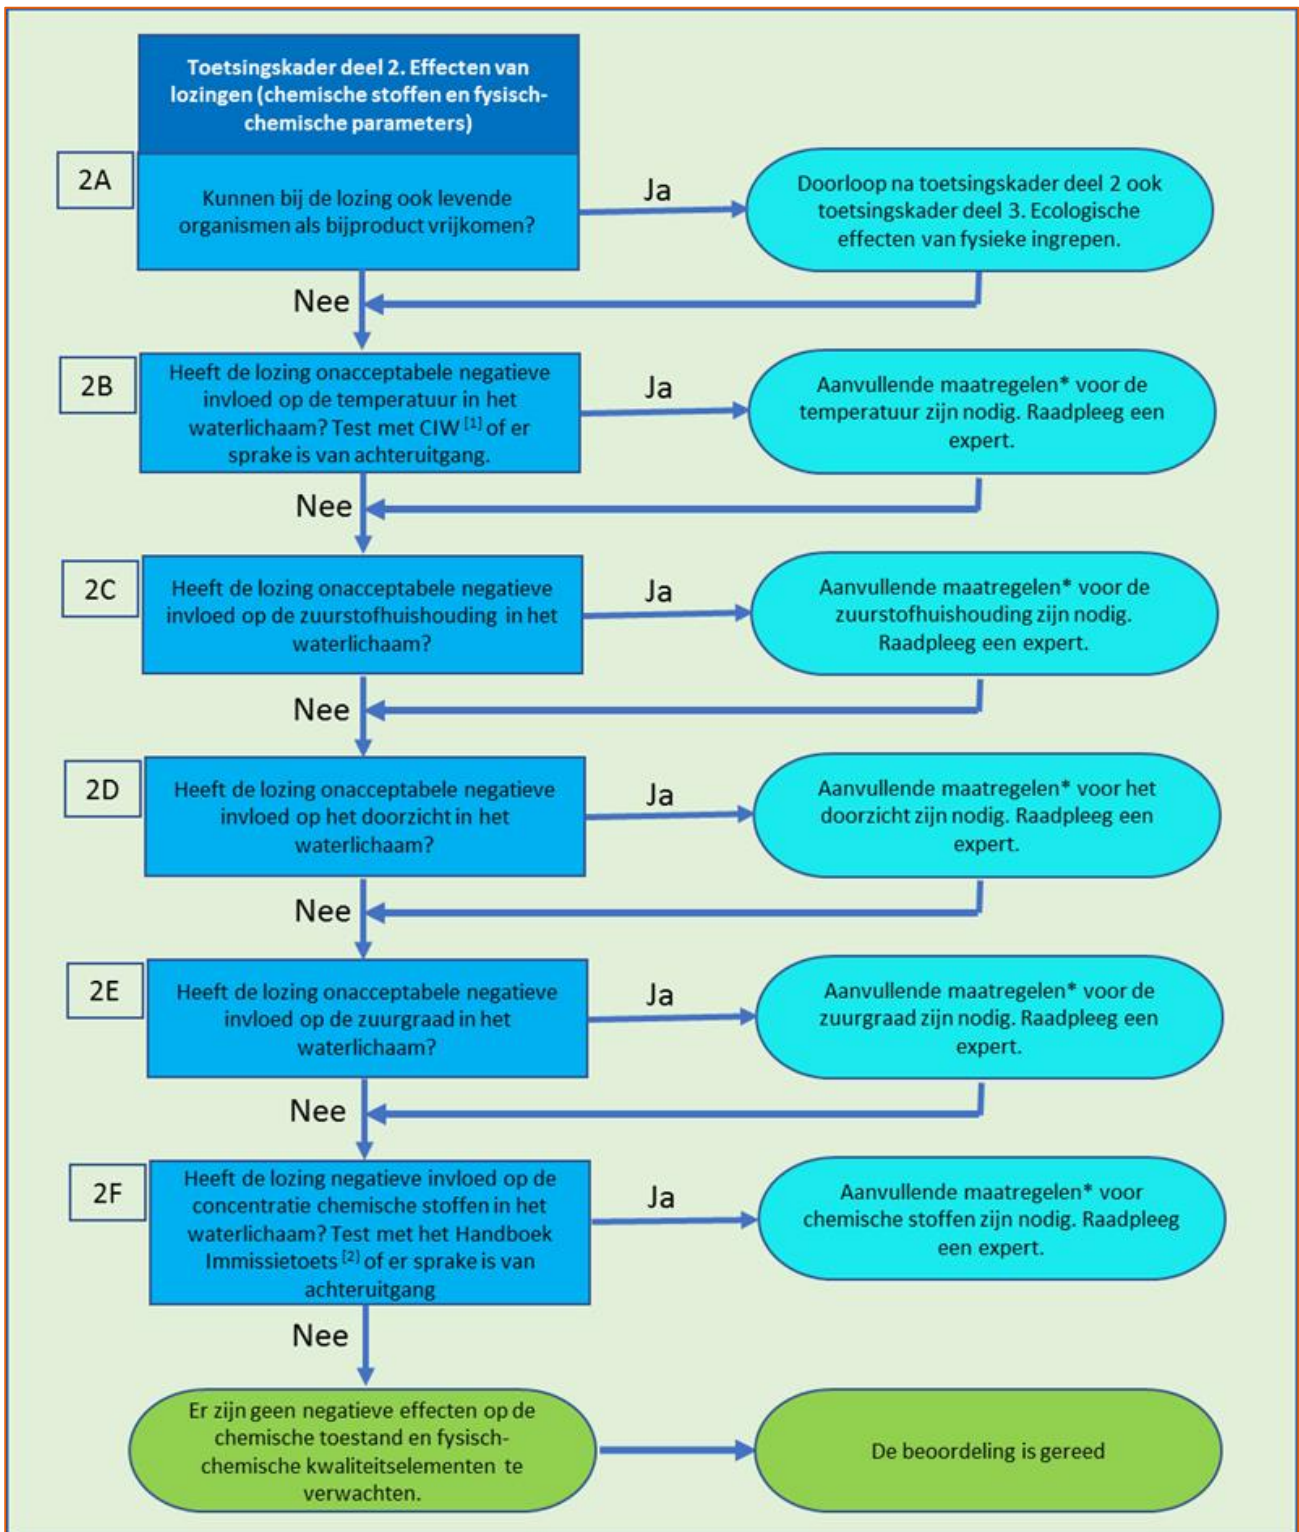 Toetsingskader deel 2. Effecten van
lozingen (chemische stoffen en fysisch-
chemische parameters)
2A
Kunnen bij de lozing ook levende
organismen als bijproduct vrijkomen?
Ja
Doorloop na toetsingskader deel 2 ook
toetsingskader deel 3. Ecologische
effecten van fysieke ingrepen.
Nee
2B
Heeft de lozing onacceptabele negatieve
invloed op de temperatuur in het
waterlichaam? Test met CIW [1] of er
sprake is van achteruitgang.
Ja
Aanvullende maatregelen* voor de
temperatuur zijn nodig. Raadpleeg een
expert.
Nee
2C
Heeft de lozing onacceptabele negatieve
invloed op de zuurstofhuishouding in het
waterlichaam?
Ja
Aanvullende maatregelen* voor de
zuurstofhuishouding zijn nodig.
Raadpleeg een expert.
Nee
2D
Heeft de lozing onacceptabele negatieve
invloed op het doorzicht in het
waterlichaam?
Ja
Aanvullende maatregelen* voor het
doorzicht zijn nodig. Raadpleeg een
expert.
Nee
2E
Heeft de lozing onacceptabele negatieve
invloed op de zuurgraad in het
waterlichaam?
Ja
Aanvullende maatregelen* voor de
zuurgraad zijn nodig. Raadpleeg een
expert.
Nee
2F
Heeft de lozing negatieve invloed op de
concentratie chemische stoffen in het
waterlichaam? Test met het Handboek
Immissietoets [2] of er sprake is van
achteruitgang
Ja
Aanvullende maatregelen* voor
chemische stoffen zijn nodig. Raadpleeg
een expert.
Nee
Er zijn geen negatieve effecten op de
chemische toestand en fysisch-
chemische kwaliteitselementen te
verwachten.
De beoordeling is gereed